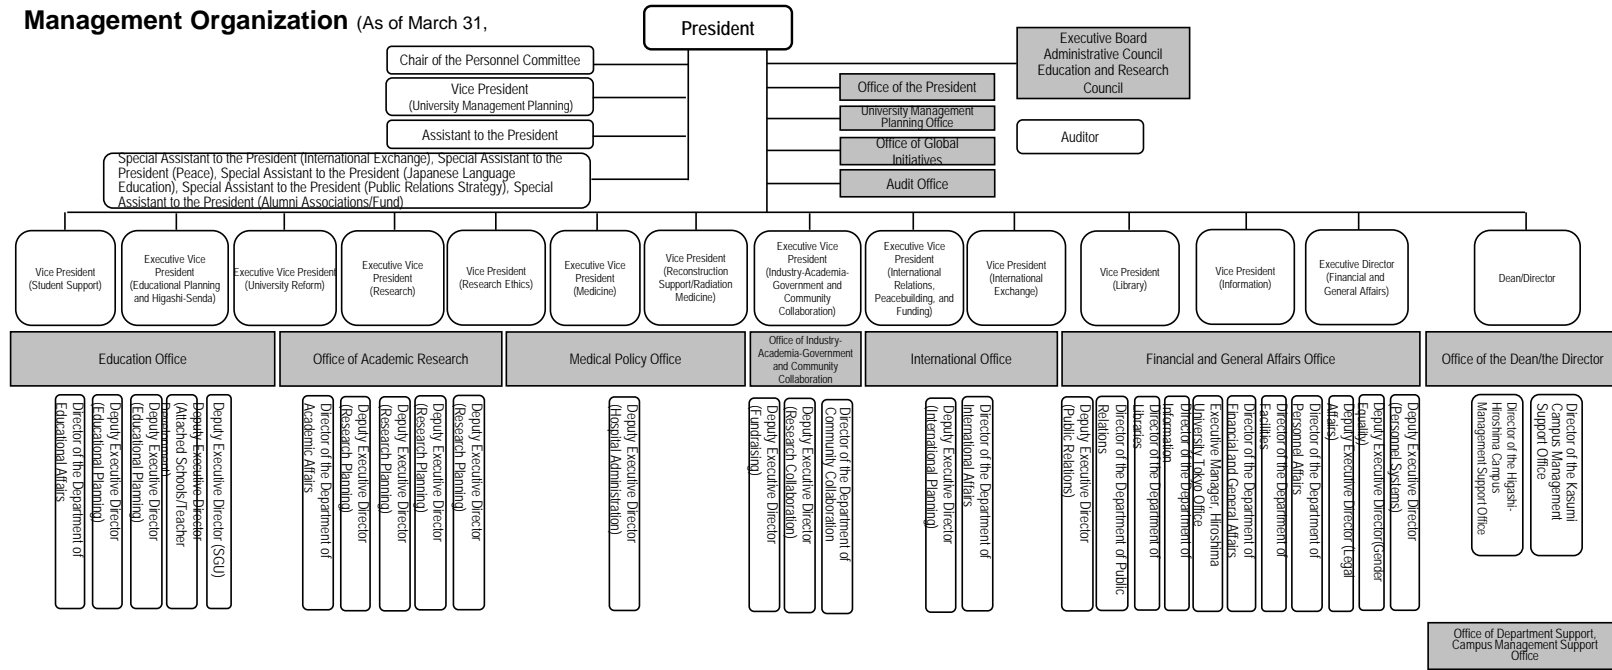 Management Organization (As of March 31,
President
Executive Board
Administrative Council
Education and Research
Council
Chair of the Personnel Committee
Vice President
(University Management Planning)
Assistant to the President
Special Assistant to the President (International Exchange), Special Assistant to the
President (Peace), Special Assistant to the President (Japanese Language
Education), Special Assistant to the President (Public Relations Strategy), Special
Assistant to the President (Alumni Associations/Fund)
Office of the President
University Management
Planning Office
Office of Global
Initiatives
Audit Office
Auditor
Vice President
(Student Support)
Executive Vice
President
(Educational Planning
and Higashi-Senda)
Executive Vice President
(University Reform)
Executive Vice
President
(Research)
Vice President
(Research Ethics)
Executive Vice
President
(Medicine)
Vice President
(Reconstruction
Support/Radiation
Medicine)
Executive Vice
President
(Industry-Academia-
Government and
Community
Collaboration)
Executive Vice
President
(International
Relations,
Peacebuilding, and
Funding)
Vice President
(International
Exchange)
Vice President
(Library)
Vice President
(Information)
Executive Director
(Financial and
General Affairs)
Dean/Director
Education Office
Office of Academic Research
Medical Policy Office
Office of Industry-
Academia-Government
and Community
Collaboration
International Office
Financial and General Affairs Office
Office of the Dean/the Director
Director of the Department of
Educational Affairs
Deputy Executive Director
(Educational Planning)
Deputy Executive Director
(Educational Planning)
Deputy Executive Director
(Attached Schools/Teacher
Deputy Executive Director (SGU)
Director of the Department of
Academic Affairs
Deputy Executive Director
(Research Planning)
Deputy Executive Director
(Research Planning)
Deputy Executive Director
(Research Planning)
Deputy Executive Director
(Research Planning)
Deputy Executive Director
(Hospital Administration)
Deputy Executive Director
(Fundraising)
Deputy Executive Director
(Research Collaboration)
Director of the Department of
Community Collaboration
Deputy Executive Director
(International Planning)
Director of the Department of
International Affairs
Deputy Executive Director
(Public Relations)
Director of the Department of Public
Relations
Director of the Department of
Libraries
Director of the Department of
Information
Executive Manager, Hiroshima
University Tokyo Office
Director of the Department of
Financial and General Affairs
Director of the Department of
Facilities
Director of the Department of
Personnel Affairs
Deputy Executive Director (Legal
Affairs)
Deputy Executive Director(Gender
Equality)
Deputy Executive Director
(Personnel Systems)
Director of the Higashi-
Hiroshima Campus
Management Support Office
Director of the Kasumi
Campus Management
Support Office
Office of Department Support,
Campus Management Support
Office